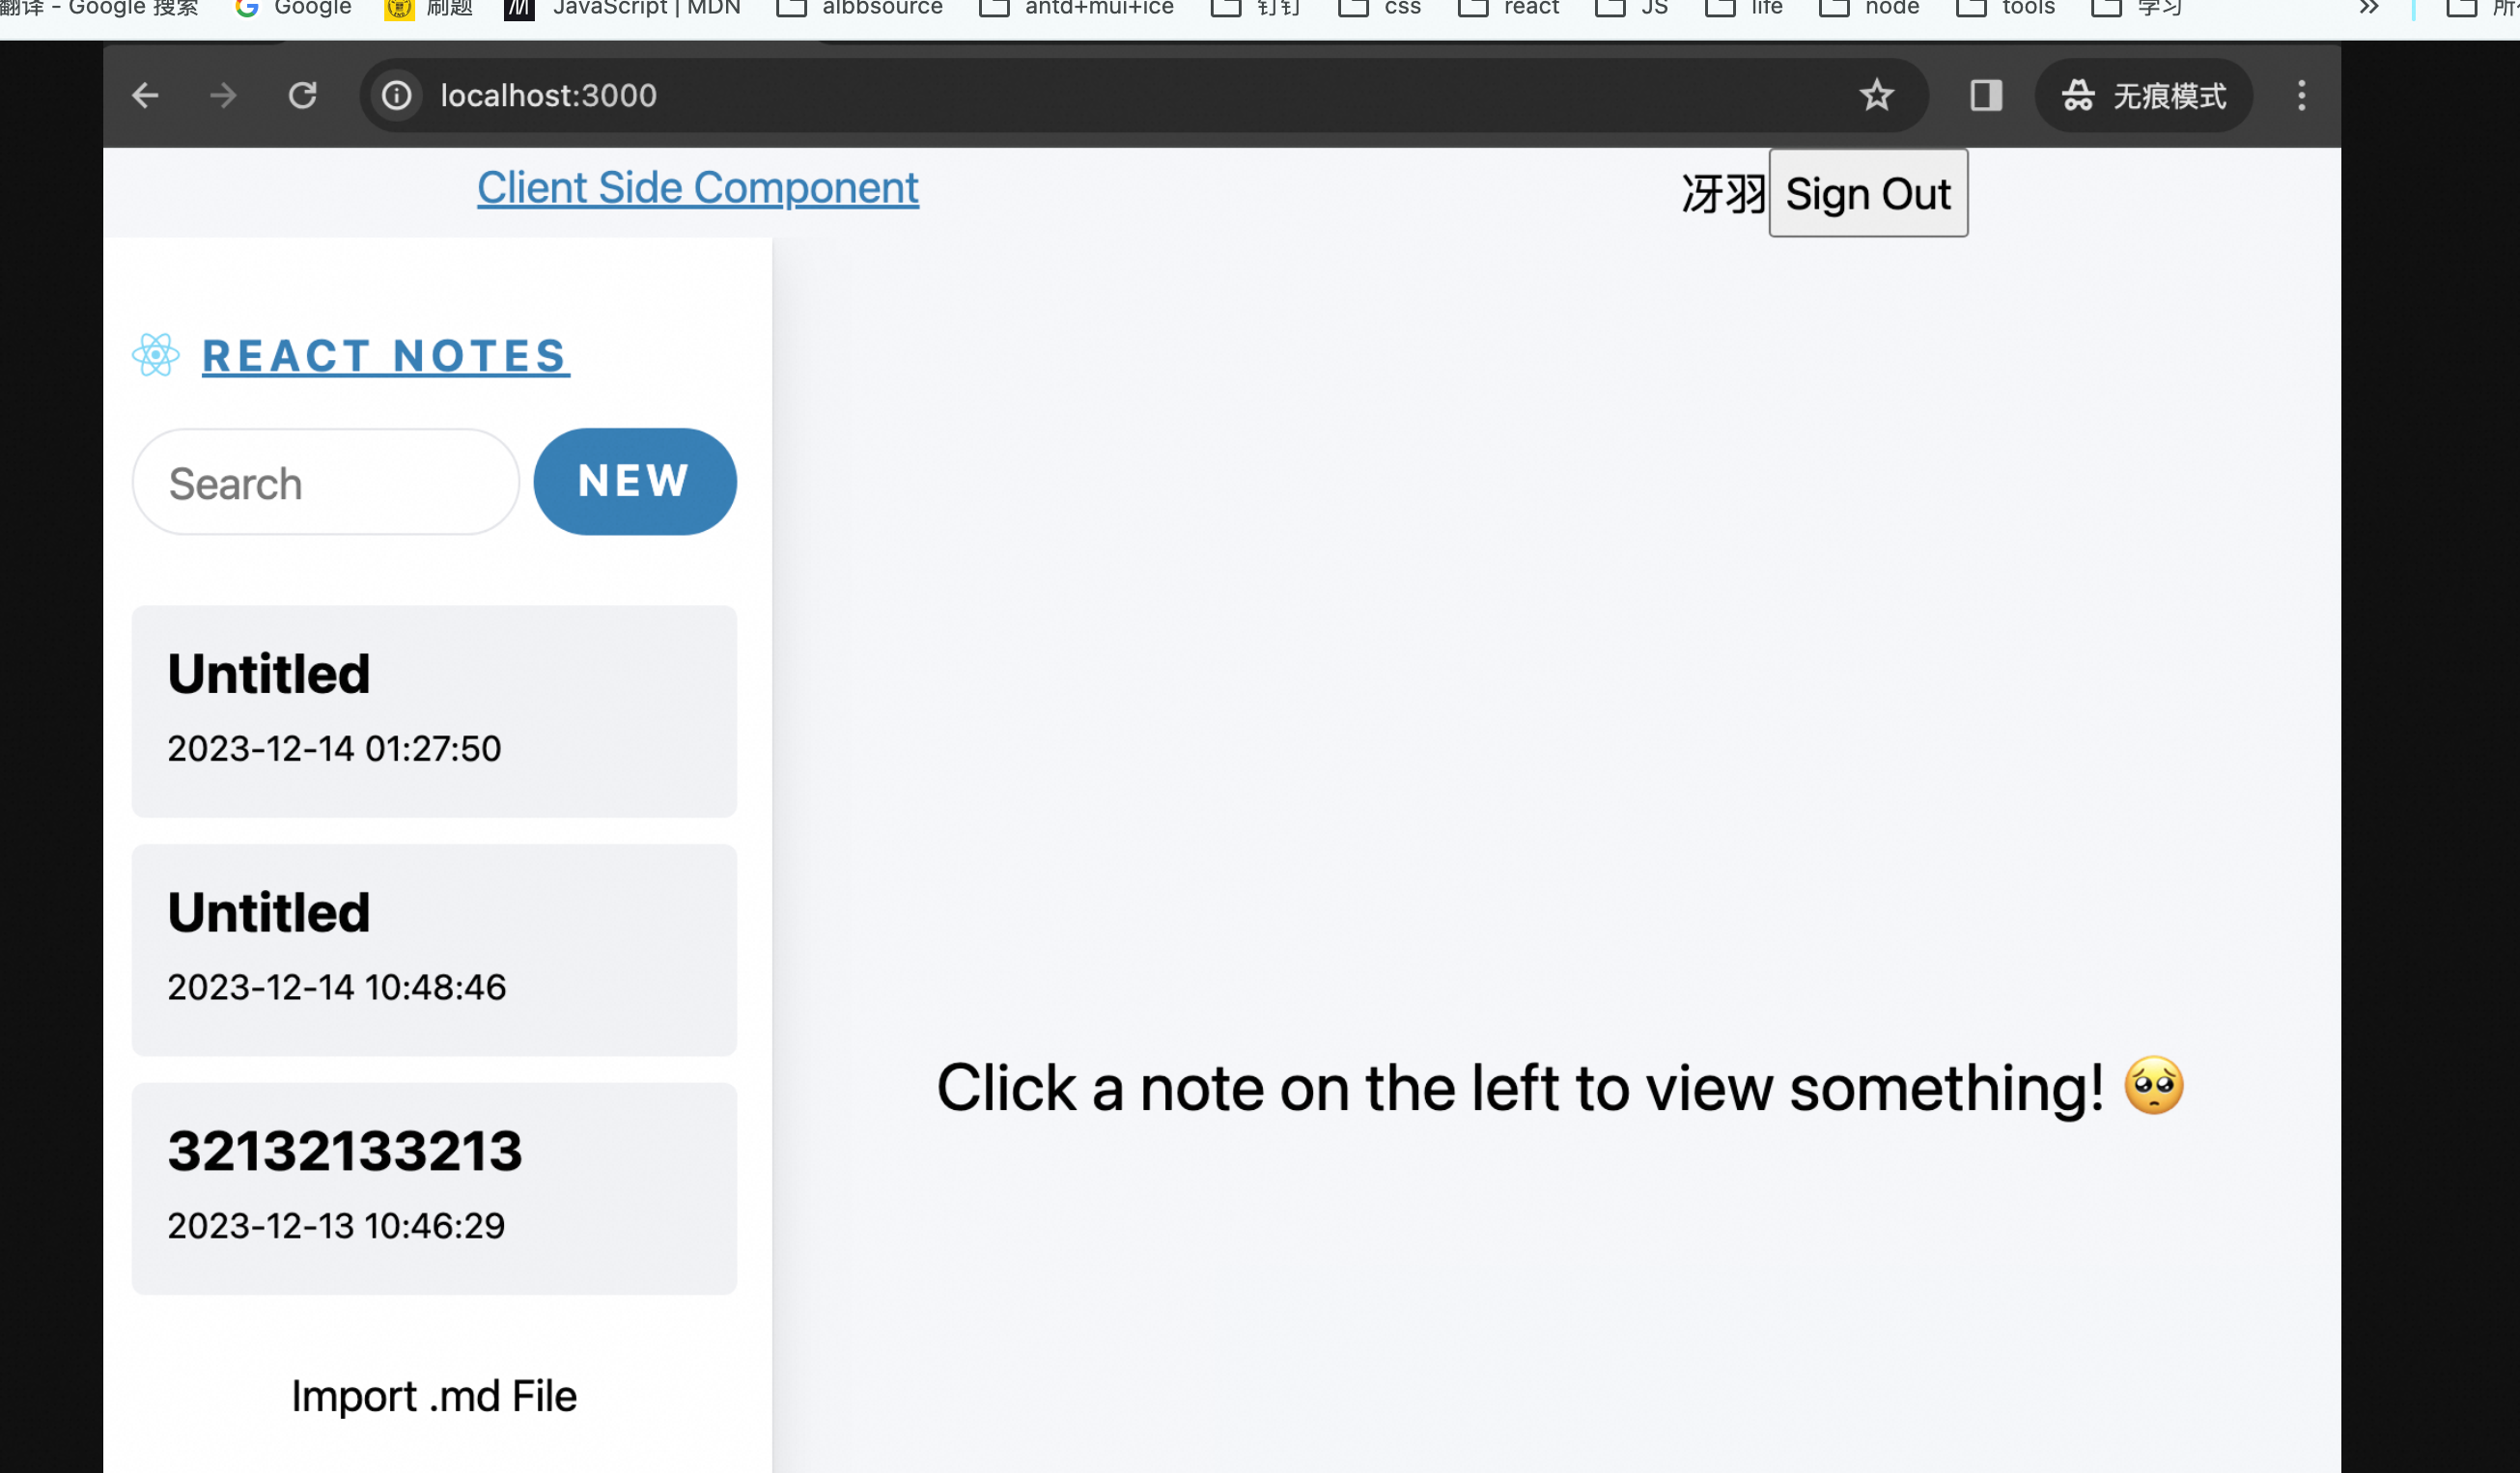 翻译 - Google 搜索 Google 刷题 JavaScript | MDN albbsource antd+mui+ice 钉钉 css react JS life node tools 学习
localhost:3000 无痕模式
Client Side Component 冴羽 Sign Out
REACT NOTES
Search NEW
Untitled
2023-12-14 01:27:50
Untitled
2023-12-14 10:48:46
Click a note on the left to view something! 🥺
32132133213
2023-12-13 10:46:29
Import .md File